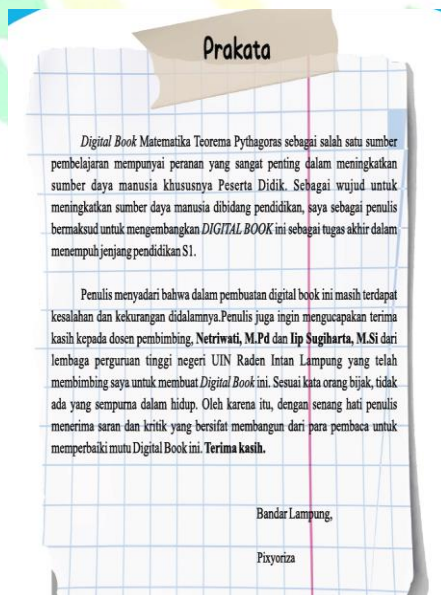 Prakata
Digital Book Matematika Teorema Pythagoras sebagai salah satu sumber
pembelajaran mempunyai peranan yang sangat penting dalam meningkatkan
sumber daya manusia khususnya Peserta Didik. Sebagai wujud untuk
meningkatkan sumber daya manusia dibidang pendidikan, saya sebagai penulis
bermaksud untuk mengembangkan DIGITAL BOOK ini sebagai tugas akhir dalam
menempuh jenjang pendidikan S1.
Penulis menyadari bahwa dalam pembuatan digital book ini masih terdapat
kesalahan dan kekurangan didalamnya.Penulis juga ingin mengucapakan terima
kasih kepada dosen pembimbing, Netriwati, M.Pd dan Iip Sugiharta, M.Si dari
lembaga perguruan tinggi negeri UIN Raden Intan Lampung yang telah
membimbing saya untuk membuat Digital Book ini. Sesuai kata orang bijak, tidak
ada yang sempurna dalam hidup. Oleh karena itu, dengan senang hati penulis
menerima saran dan kritik yang bersifat membangun dari para pembaca untuk
memperbaiki mutu Digital Book ini. Terima kasih.
Bandar Lampung,
Pixyoriza